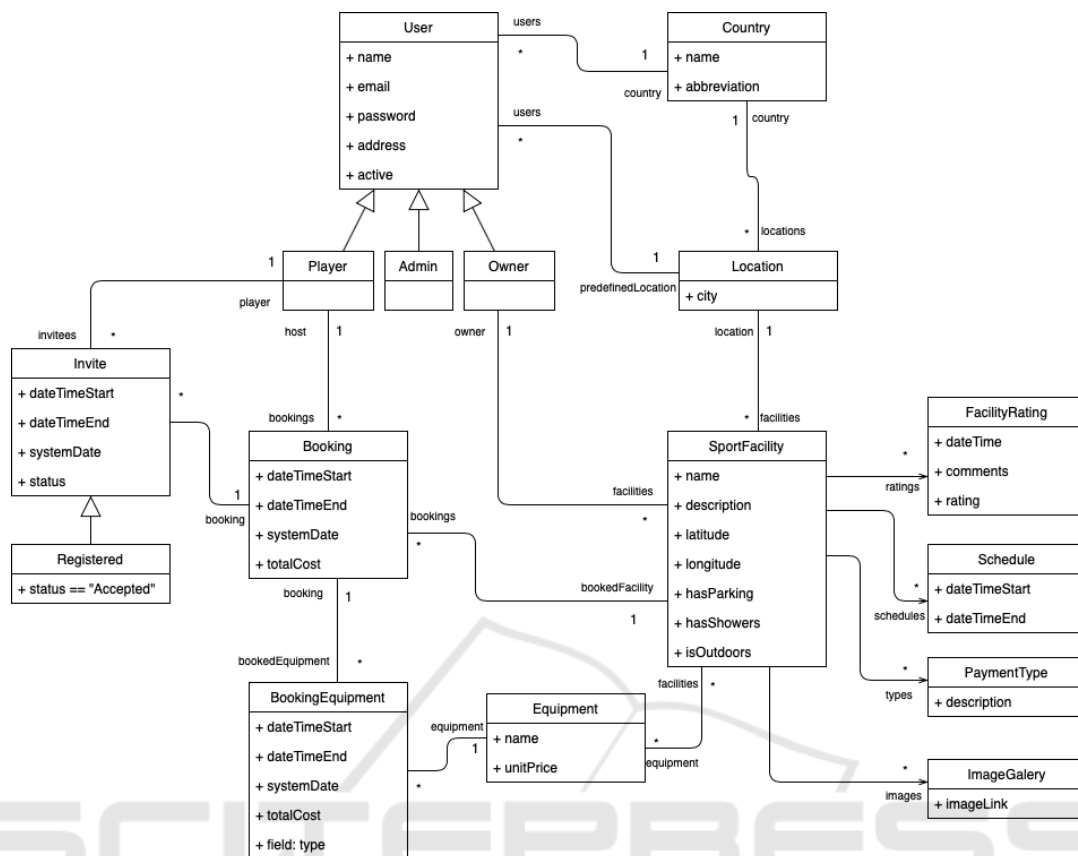 User
+ name
+ email
+ password
+ address
+ active
users
*
1
country
Country
+ name
+ abbreviation
users
*
1
predefinedLocation
1
country
*
locations
Location
+ city
Player
Admin
Owner
1
player
invitees
*
host
1
owner
1
location
1
Invite
+ dateTimeStart
+ dateTimeEnd
+ systemDate
+ status
*
1
booking
Registered
+ status == "Accepted"
bookings
*
Booking
+ dateTimeStart
+ dateTimeEnd
+ systemDate
+ totalCost
booking
1
bookings
*
facilities
*
bookedFacility
1
*
facilities
SportFacility
+ name
+ description
+ latitude
+ longitude
+ hasParking
+ hasShowers
+ isOutdoors
facilities
*
*
ratings
FacilityRating
+ dateTime
+ comments
+ rating
*
schedules
Schedule
+ dateTimeStart
+ dateTimeEnd
*
types
PaymentType
+ description
*
images
ImageGalery
+ imageLink
bookedEquipment
*
BookingEquipment
+ dateTimeStart
+ dateTimeEnd
+ systemDate
+ totalCost
+ field: type
equipment
1
*
Equipment
+ name
+ unitPrice
*
equipment
SCITEPRESS